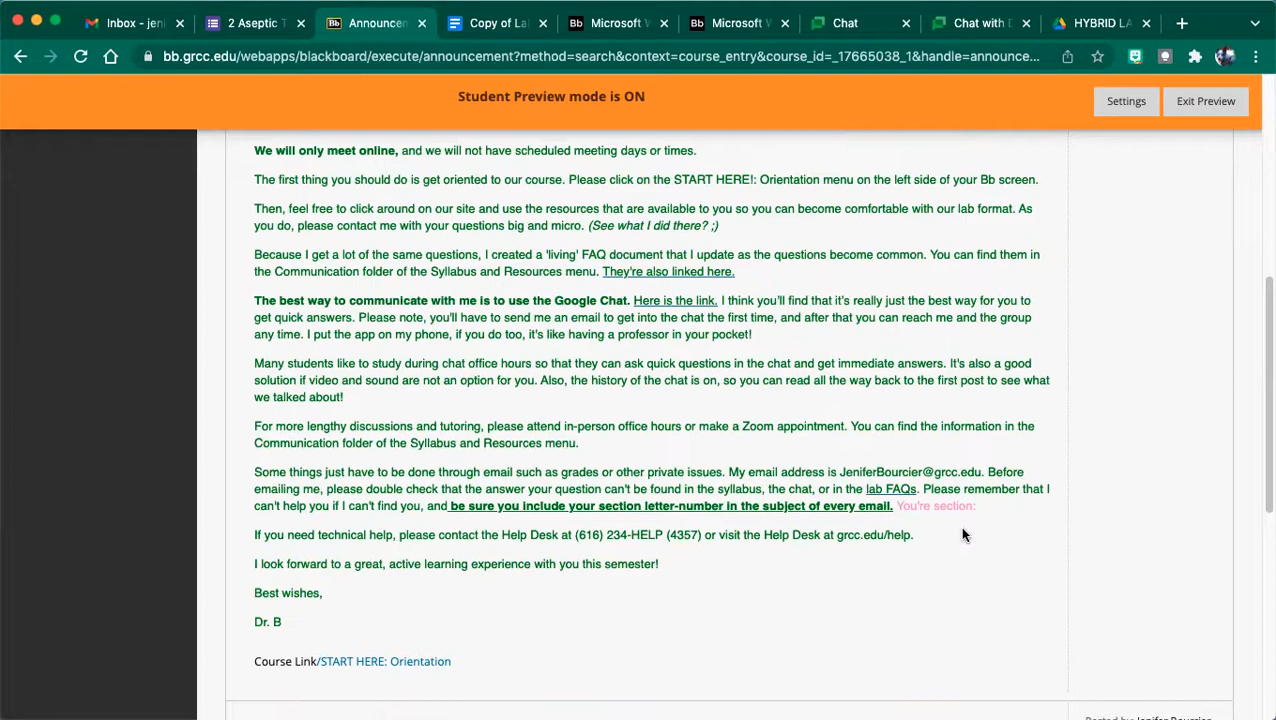 Inbox - jeni
2 Aseptic T
Announcem
Copy of La
Microsoft W
Microsoft W
Chat
Chat with D
HYBRID LA
bb.grcc.edu/webapps/blackboard/execute/announcement?method=search&context=course_entry&course_id=_17665038_1&handle=announce...
Student Preview mode is ON
Settings
Exit Preview
We will only meet online, and we will not have scheduled meeting days or times.
The first thing you should do is get oriented to our course. Please click on the START HERE!: Orientation menu on the left side of your Bb screen.
Then, feel free to click around on our site and use the resources that are available to you so you can become comfortable with our lab format. As
you do, please contact me with your questions big and micro. (See what I did there? ;)
Because I get a lot of the same questions, I created a 'living' FAQ document that I update as the questions become common. You can find them in
the Communication folder of the Syllabus and Resources menu. They're also linked here.
The best way to communicate with me is to use the Google Chat. Here is the link. I think you'll find that it's really just the best way for you to
get quick answers. Please note, you'll have to send me an email to get into the chat the first time, and after that you can reach me and the group
any time. I put the app on my phone, if you do too, it's like having a professor in your pocket!
Many students like to study during chat office hours so that they can ask quick questions in the chat and get immediate answers. It's also a good
solution if video and sound are not an option for you. Also, the history of the chat is on, so you can read all the way back to the first post to see what
we talked about!
For more lengthy discussions and tutoring, please attend in-person office hours or make a Zoom appointment. You can find the information in the
Communication folder of the Syllabus and Resources menu.
Some things just have to be done through email such as grades or other private issues. My email address is JeniferBourcier@grcc.edu. Before
emailing me, please double check that the answer your question can't be found in the syllabus, the chat, or in the lab FAQs. Please remember that I
can't help you if I can't find you, and be sure you include your section letter-number in the subject of every email. You're section:
If you need technical help, please contact the Help Desk at (616) 234-HELP (4357) or visit the Help Desk at grcc.edu/help.
I look forward to a great, active learning experience with you this semester!
Best wishes,
Dr. B
Course Link/START HERE: Orientation
Posted by: Jenifer Bourcier